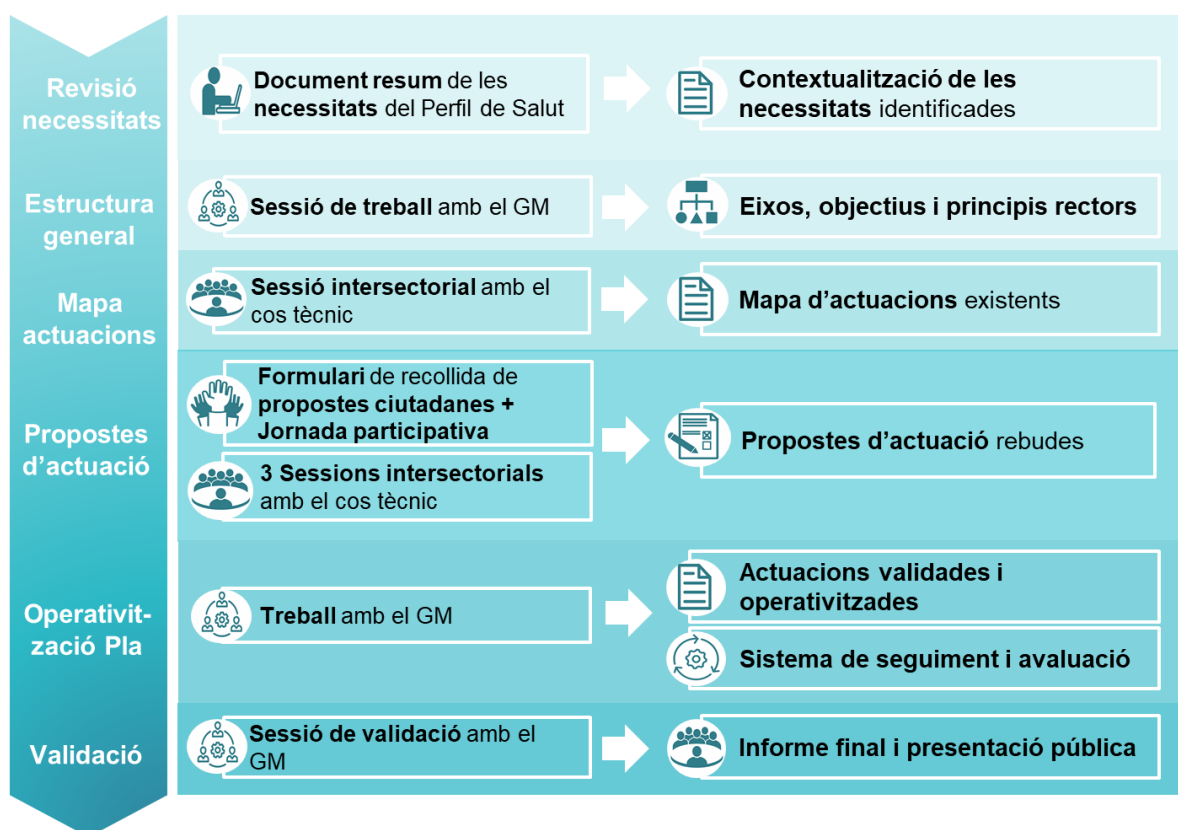 Revisió
necessitats
Document resum de les
necessitats del Perfil de Salut
Contextualització de les
necessitats identificades
Estructura
general
Sessió de treball amb el GM
Eixos, objectius i principis rectors
Mapa
actuacions
Sessió intersectorial amb el
cos tècnic
Mapa d’actuacions existents
Propostes
d’actuació
Formulari de recollida de
propostes ciutadanes +
Jornada participativa
3 Sessions intersectorials
amb el cos tècnic
Propostes d’actuació rebudes
Operativit-
zació Pla
Treball amb el GM
Actuacions validades i
operativitzades
Sistema de seguiment i avaluació
Validació
Sessió de validació amb el
GM
Informe final i presentació pública